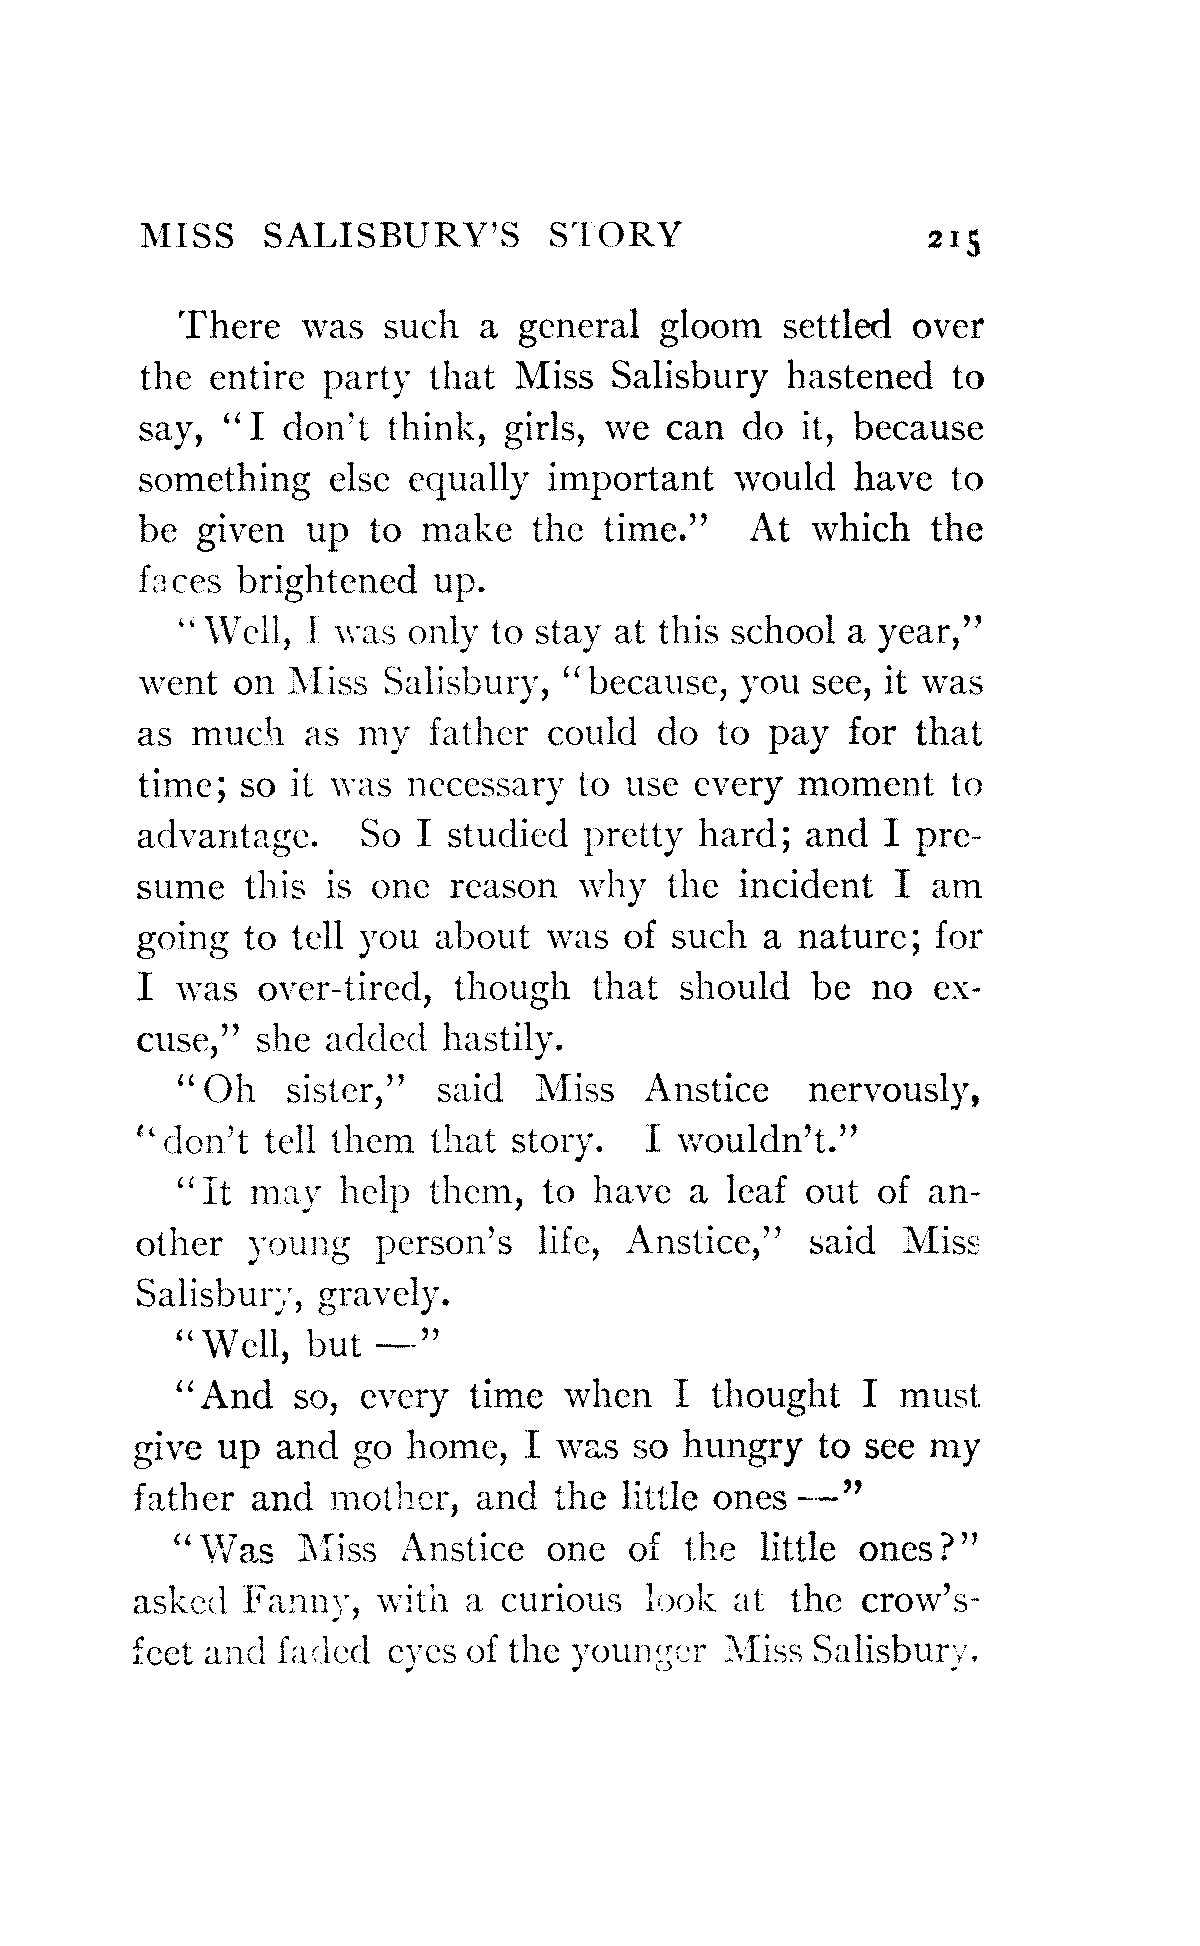 MISS SALISBURY'S STORY 215
There was such a general gloom settled over
the entire party that Miss Salisbury hastened to
say, "I don't think, girls, we can do it, because
something else equally important would have to
be given up to make the time." At which the
faces brightened up.
"Well, I was only to stay at this school a year,"
went on Miss Salisbury, "because, you see, it was
as much as my father could do to pay for that
time; so it was necessary to use every moment to
advantage. So I studied pretty hard; and I pre-
sume this is one reason why the incident I am
going to tell you about was of such a nature; for
I was over-tired, though that should be no ex-
cuse," she added hastily.
"Oh sister," said Miss Anstice nervously,
"don't tell them that story. I wouldn't."
"It may help them, to have a leaf out of an-
other young person's life, Anstice," said Miss
Salisbury, gravely.
"Well, but —"
"And so, every time when I thought I must
give up and go home, I was so hungry to see my
father and mother, and the little ones —"
"Was Miss Anstice one of the little ones?"
asked Fanny, with a curious look at the crow's-
feet and faded eyes of the younger Miss Salisbury.